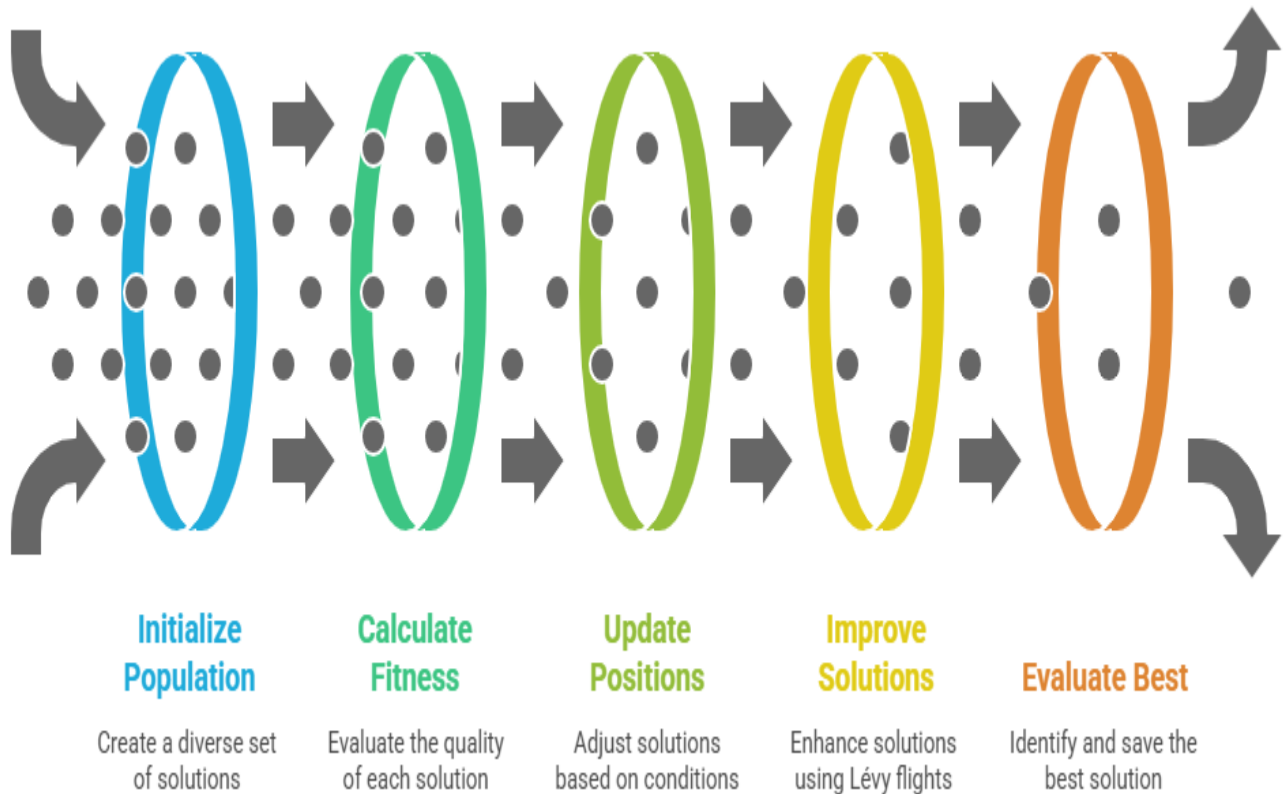 Initialize
Population
Create a diverse set
of solutions
Calculate
Fitness
Evaluate the quality
of each solution
Update
Positions
Adjust solutions
based on conditions
Improve
Solutions
Enhance solutions
using Lévy flights
Evaluate Best
Identify and save the
best solution